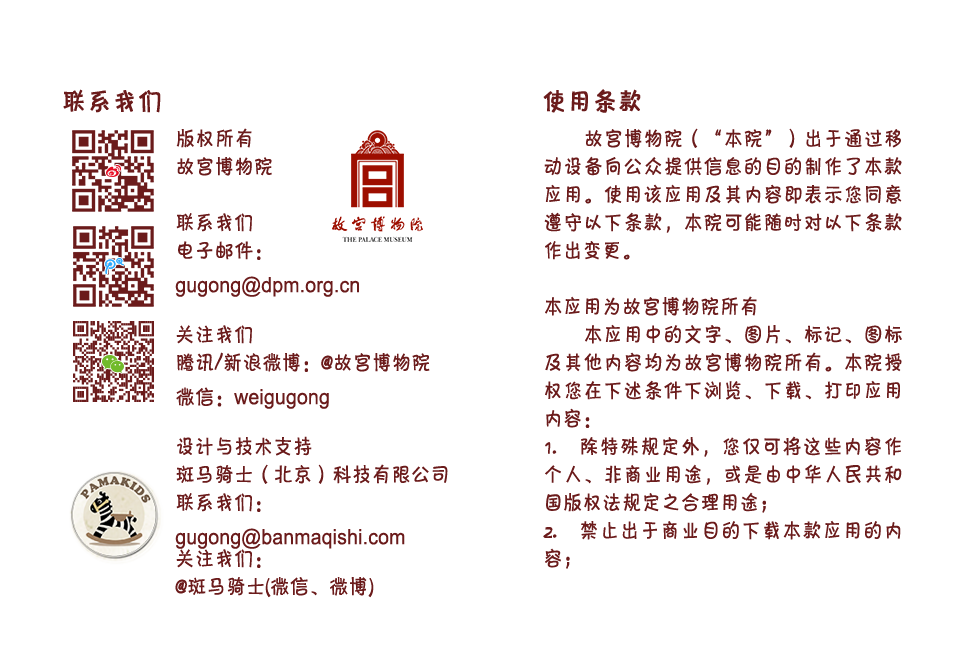 联系我们
版权所有
故宫博物院
故宫博物院
THE PALACE MUSEUM
联系我们
电子邮件：
gugong@dpm.org.cn
关注我们
腾讯/新浪微博：@故宫博物院
微信：weigugong
设计与技术支持
斑马骑士（北京）科技有限公司
联系我们：
gugong@banmaqishi.com
关注我们：
@斑马骑士(微信、微博)
PAMAKIDS
使用条款
故宫博物院（“本院”）出于通过移
动设备向公众提供信息的目的制作了本款
应用。使用该应用及其内容即表示您同意
遵守以下条款，本院可能随时对以下条款
作出变更。
本应用为故宫博物院所有
本应用中的文字、图片、标记、图标
及其他内容均为故宫博物院所有。本院授
权您在下述条件下浏览、下载、打印应用
内容：
1. 除特殊规定外，您仅可将这些内容作
个人、非商业用途，或是由中华人民共和
国版权法规定之合理用途；
2. 禁止出于商业目的下载本款应用的内
容；